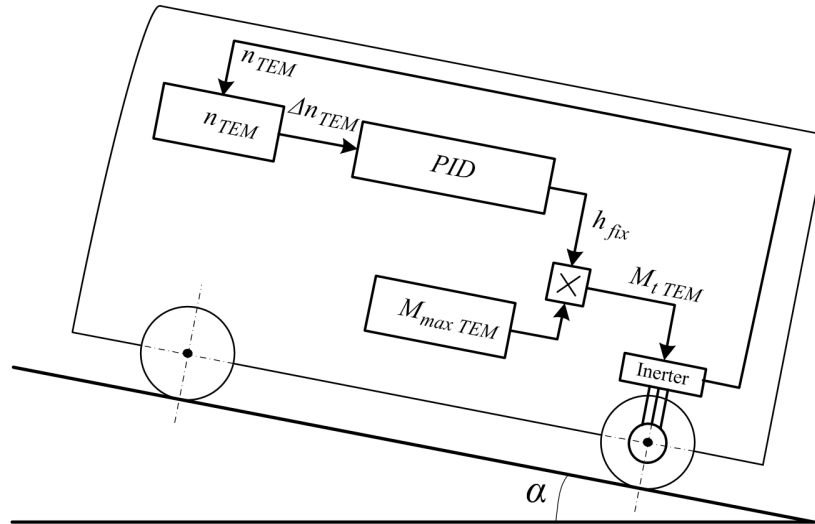 n TEM
n TEM
Δn TEM
PID
h fix
M max TEM
×
M t TEM
Inerter
α